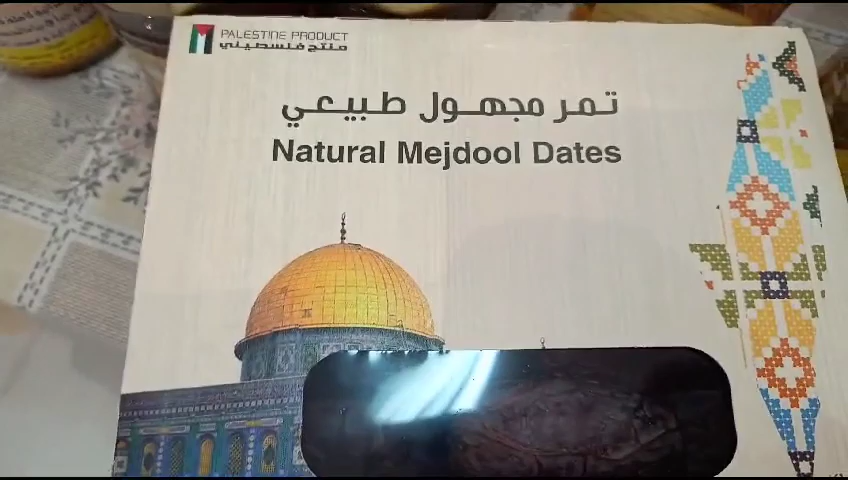 PALESTINE PRODUCT
منتج فلسطيني
تمر مجهول طبيعي
Natural Mejdool Dates